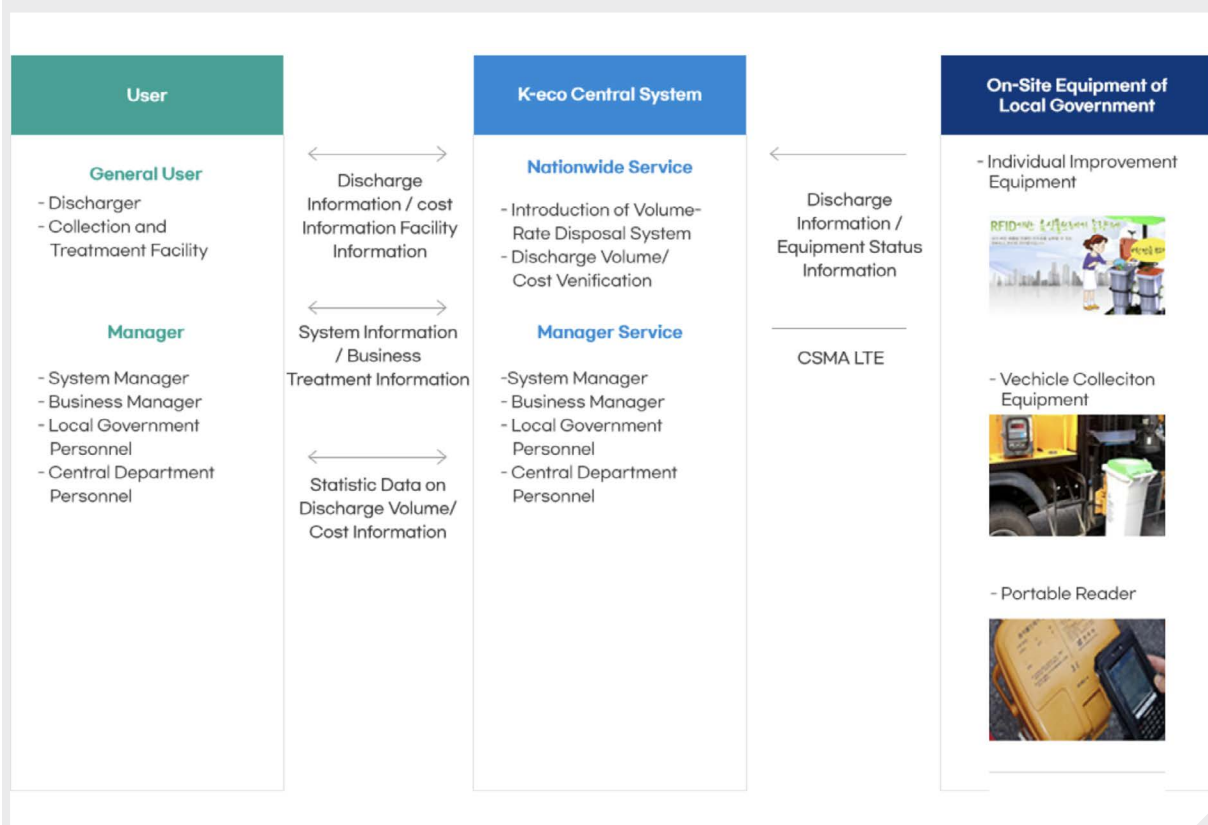 User
General User
- Discharger
- Collection and
Treatmaent Facility
Manager
- System Manager
- Business Manager
- Local Government
Personnel
- Central Department
Personnel
Discharge
Information / cost
Information Facility
Information
System Information
/ Business
Treatment Information
Statistic Data on
Discharge Volume/
Cost Information
K-eco Central System
Nationwide Service
- Introduction of Volume-
Rate Disposal System
- Discharge Volume/
Cost Venification
Manager Service
-System Manager
- Business Manager
- Local Government
Personnel
- Central Department
Personnel
Discharge
Information /
Equipment Status
Information
CSMA LTE
On-Site Equipment of
Local Government
- Individual Improvement
Equipment
- Vechicle Colleciton
Equipment
- Portable Reader